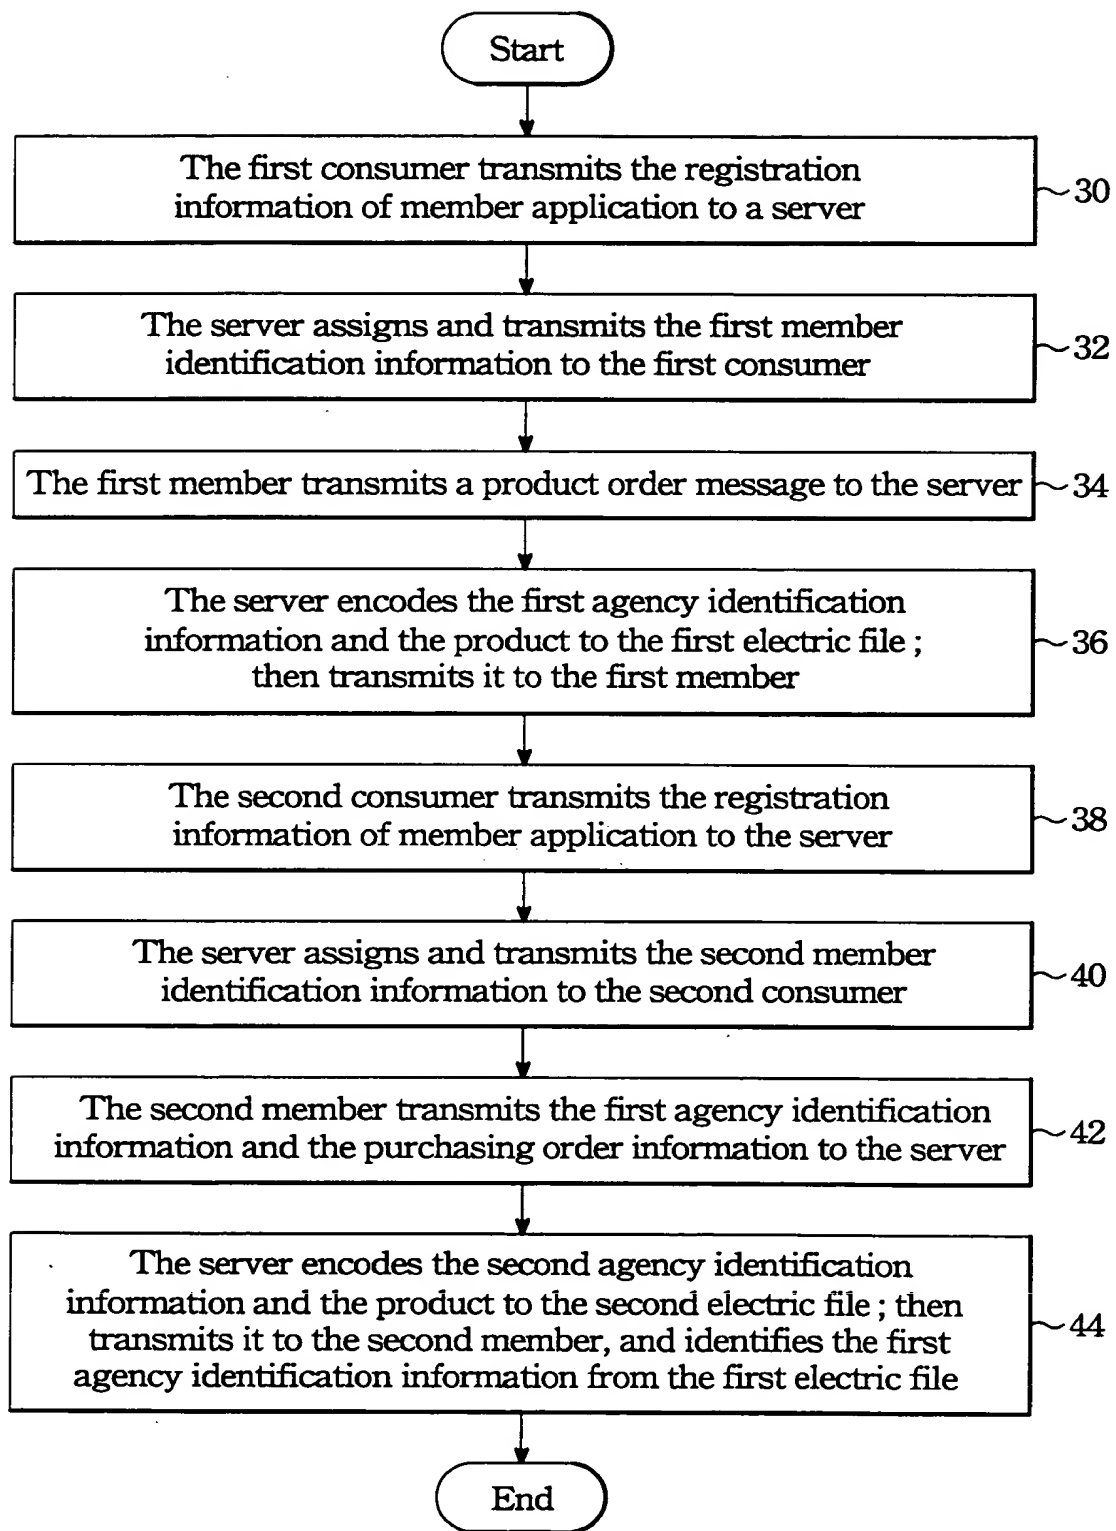 Start
The first consumer transmits the registration
information of member application to a server
30
The server assigns and transmits the first member
identification information to the first consumer
32
The first member transmits a product order message to the server
34
The server encodes the first agency identification
information and the product to the first electric file ;
then transmits it to the first member
36
The second consumer transmits the registration
information of member application to the server
38
The server assigns and transmits the second member
identification information to the second consumer
40
The second member transmits the first agency identification
information and the purchasing order information to the server
42
The server encodes the second agency identification
information and the product to the second electric file ; then
transmits it to the second member, and identifies the first
agency identification information from the first electric file
44
End